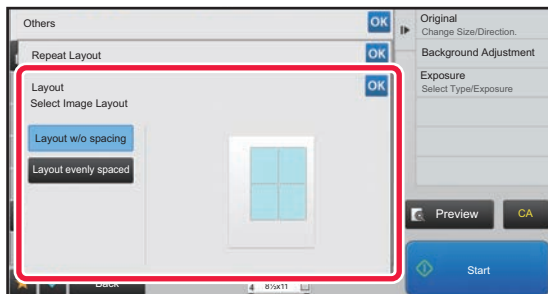 Others
OK
Repeat Layout
OK
Layout
OK
Select Image Layout
Layout w/o spacing
Layout evenly spaced
Back
4 8½x11
Original
Change Size/Direction.
Background Adjustment
Exposure
Select Type/Exposure
Preview
CA
Start